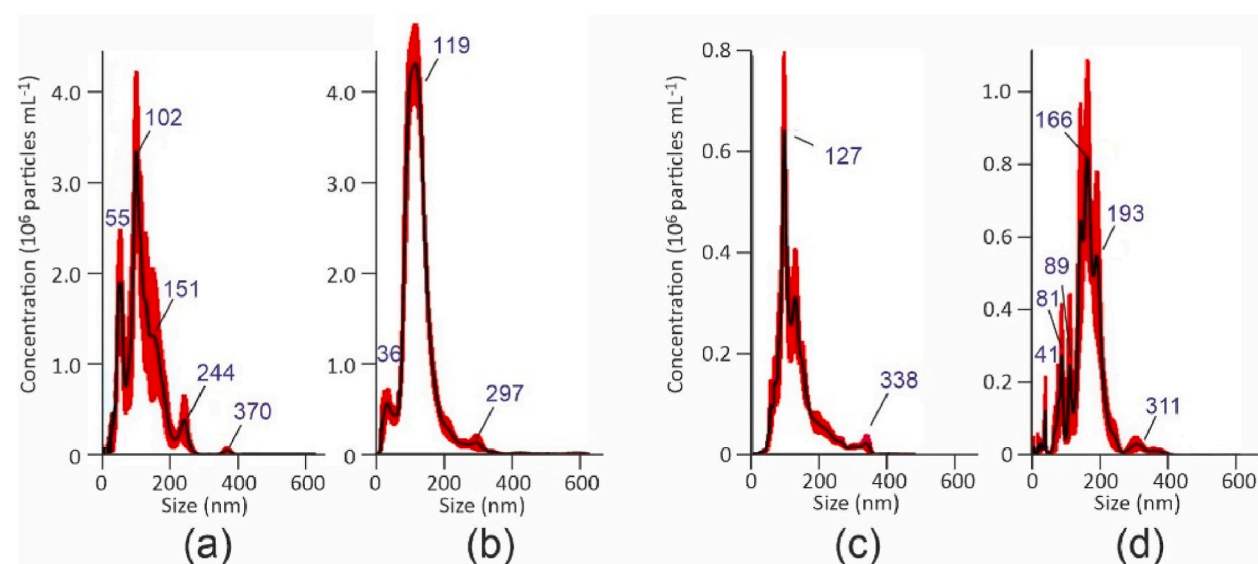 Concentration (10⁶ particles mL⁻¹)
4.0
3.0
2.0
1.0
0
55
102
151
244
370
0 200 400 600
Size (nm)
(a)
4.0
3.0
2.0
1.0
0
36
119
297
0 200 400 600
Size (nm)
(b)
Concentration (10⁶ particles mL⁻¹)
0.8
0.6
0.4
0.2
0
127
338
0 200 400 600
Size (nm)
(c)
1.0
0.8
0.6
0.4
0.2
0
166
193
89
81
41
311
0 200 400 600
Size (nm)
(d)